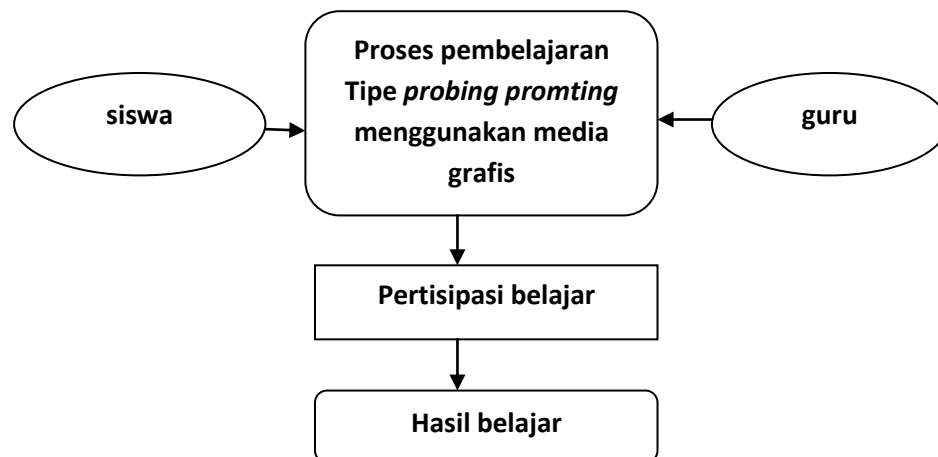 Proses pembelajaran
Tipe probing promting
menggunakan media
grafis
siswa
guru
Pertisipasi belajar
Hasil belajar